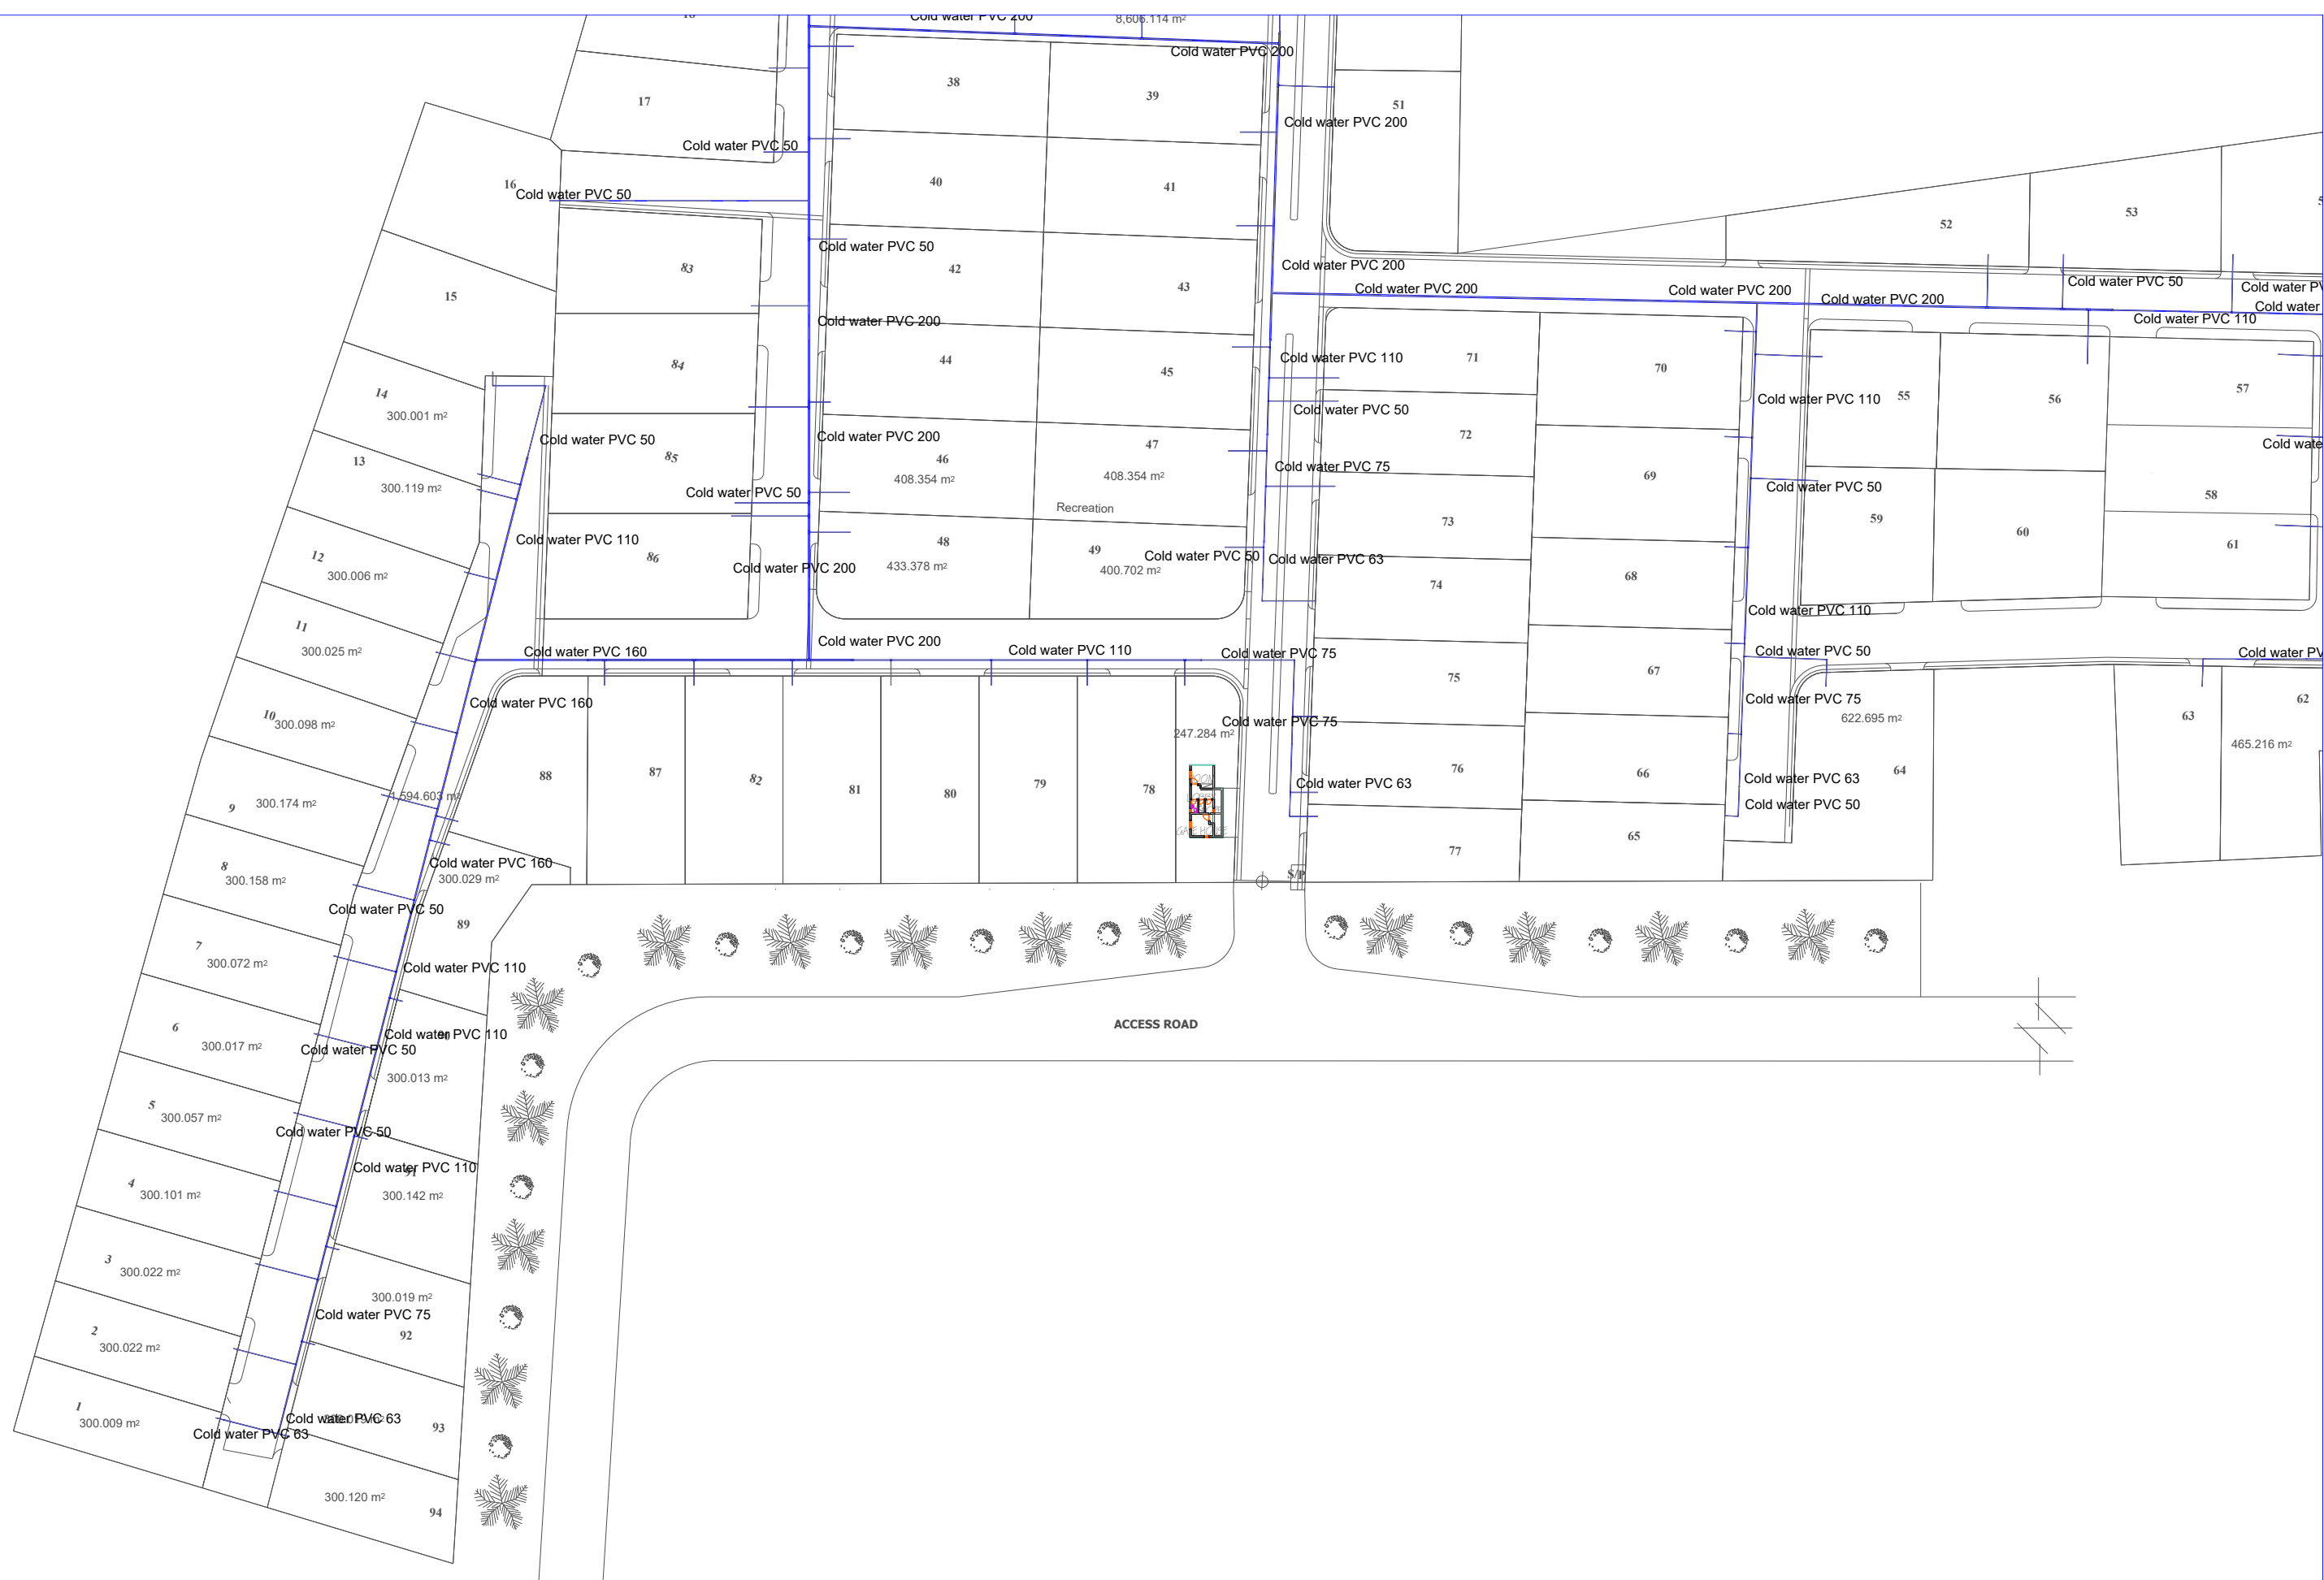 Cold water PVC 200
8,606.114 m²
Cold water PVC 200
17
38
39
51
Cold water PVC 200
Cold water PVC 50
16
Cold water PVC 50
40
41
52
53
Cold water PVC 50
Cold water PVC 200
83
42
43
Cold water PVC 200
Cold water PVC 200
Cold water PVC 200
Cold water PVC 50
15
Cold water
Cold water PVC 200
Cold water PVC 110
84
44
45
Cold water PVC 110
71
70
14
300.001 m²
Cold water PVC 50
Cold water PVC 110
55
56
57
Cold water PVC 50
85
Cold water PVC 200
46
408.354 m²
47
408.354 m²
72
13
300.119 m²
Cold water PVC 50
Recreation
Cold water PVC 75
69
Cold water PVC 50
58
73
59
60
61
Cold water PVC 110
12
300.006 m²
86
Cold water PVC 200
48
433.378 m²
49
400.702 m²
Cold water PVC 50
Cold water PVC 63
74
68
Cold water PVC 110
11
300.025 m²
Cold water PVC 160
Cold water PVC 200
Cold water PVC 110
Cold water PVC 75
75
67
Cold water PVC 50
10
300.098 m²
Cold water PVC 160
Cold water PVC 75
247.284 m²
Cold water PVC 75
622.695 m²
63
62
465.216 m²
9
300.174 m²
88
87
82
81
80
79
78
GATE HOUSE
Cold water PVC 63
76
66
Cold water PVC 63
64
Cold water PVC 50
8
300.158 m²
Cold water PVC 160
300.029 m²
77
65
S/P
Cold water PVC 50
89
7
300.072 m²
Cold water PVC 110
6
300.017 m²
Cold water PVC 110
Cold water PVC 50
300.013 m²
ACCESS ROAD
5
300.057 m²
Cold water PVC 50
4
300.101 m²
Cold water PVC 110
91
300.142 m²
3
300.022 m²
300.019 m²
Cold water PVC 75
92
2
300.022 m²
1
300.009 m²
Cold water PVC 63
93
Cold water PVC 63
300.120 m²
94